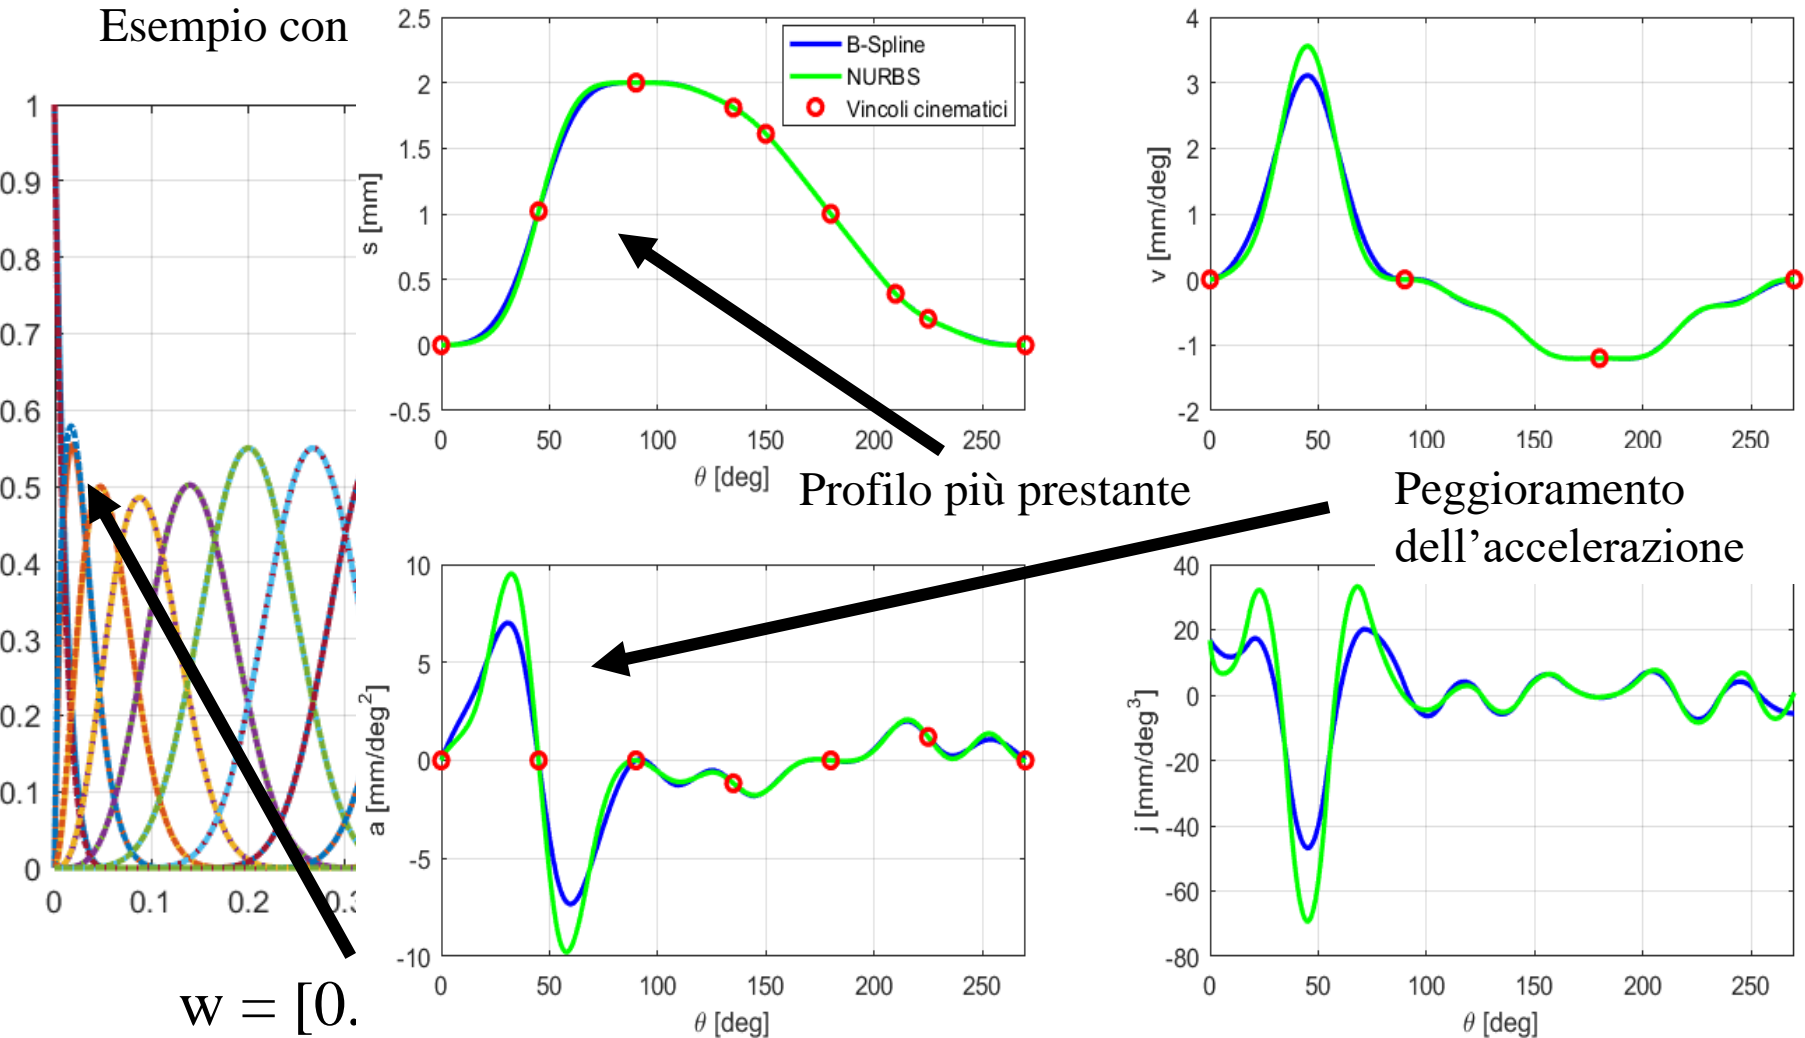 Esempio con
1
0.9
0.8
0.7
0.6
0.5
0.4
0.3
0.2
0.1
0
0 0.1 0.2
w = [0.
2.5
2
1.5
1
0.5
0
-0.5
s [mm]
B-Spline
NURBS
Vincoli cinematici
0 50 100 150 200 250
θ [deg]
4
3
2
1
0
-1
-2
v [mm/deg]
0 50 100 150 200 250
Profilo più prestante
Peggioramento
dell’accelerazione
10
5
0
-5
-10
a [mm/deg²]
0 50 100 150 200 250
θ [deg]
40
20
0
-20
-40
-60
-80
j [mm/deg³]
0 50 100 150 200 250
θ [deg]